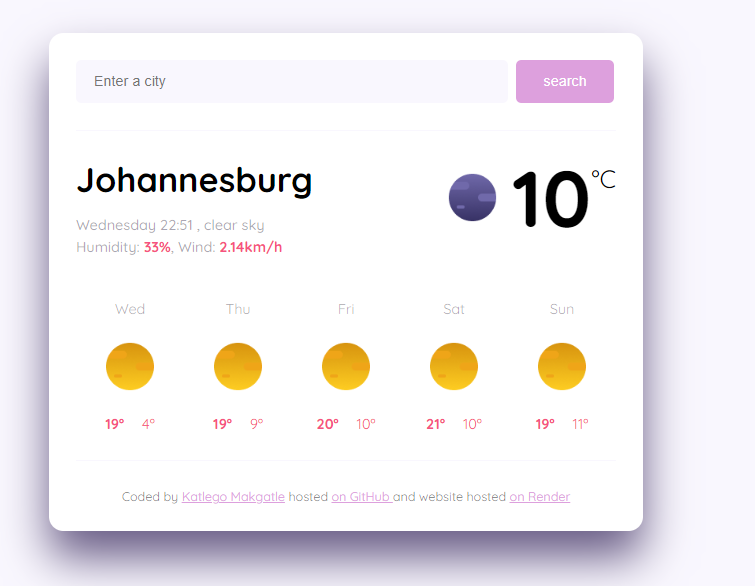 Enter a city
search
Johannesburg
10 °C
Wednesday 22:51 , clear sky
Humidity: 33%, Wind: 2.14km/h
Wed Thu Fri Sat Sun
19° 4° 19° 9° 20° 10° 21° 10° 19° 11°
Coded by Katlego Makgatle hosted on GitHub and website hosted on Render